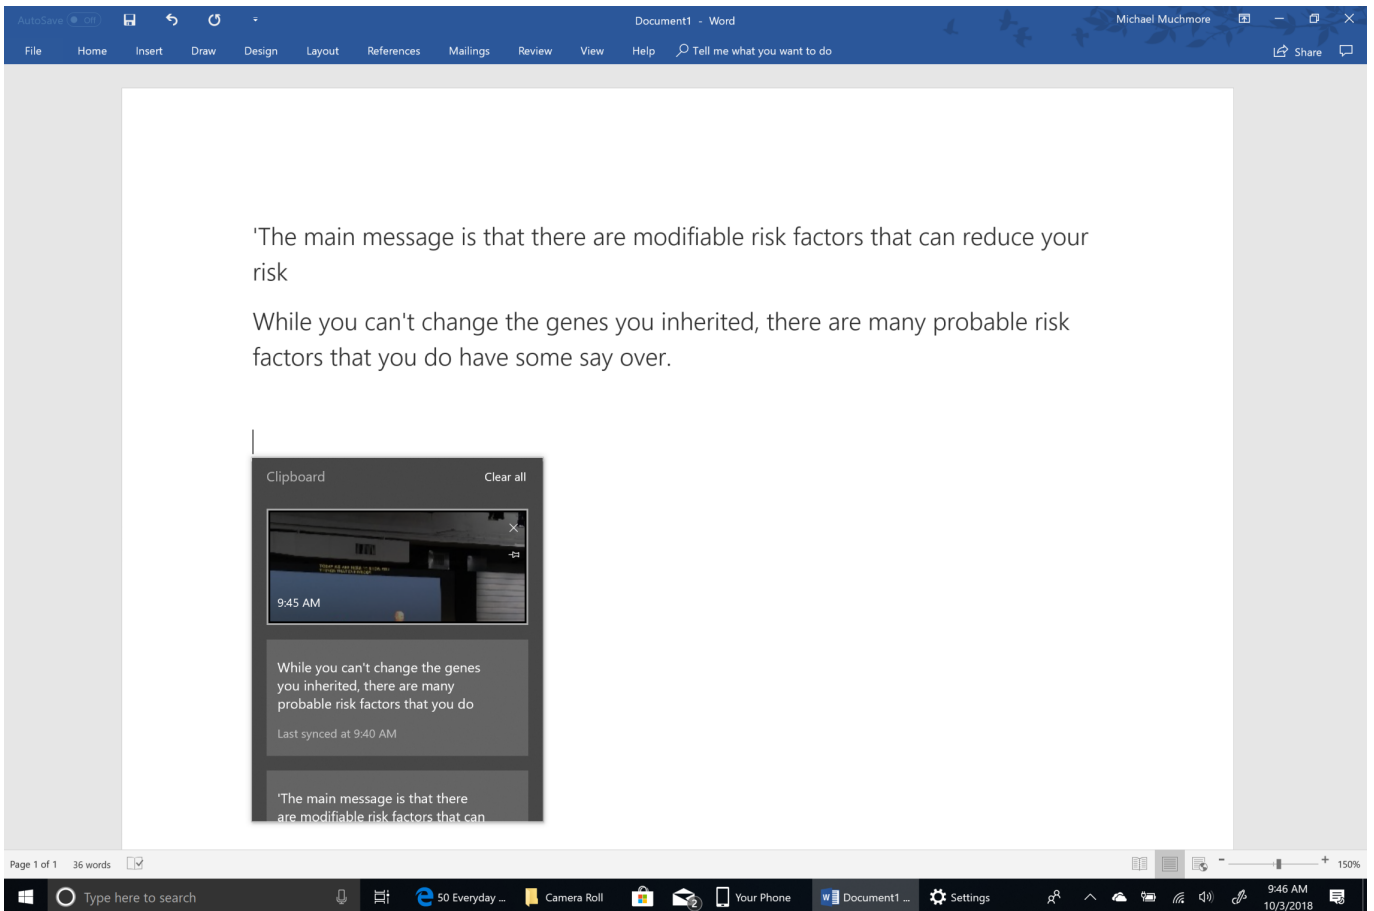 AutoSave Off
Document1 - Word
Michael Muchmore
File Home Insert Draw Design Layout References Mailings Review View Help Tell me what you want to do
Share
'The main message is that there are modifiable risk factors that can reduce your
risk
While you can't change the genes you inherited, there are many probable risk
factors that you do have some say over.
Clipboard Clear all
9:45 AM
While you can't change the genes
you inherited, there are many
probable risk factors that you do
Last synced at 9:40 AM
'The main message is that there
are modifiable risk factors that can
Page 1 of 1 36 words
150%
Type here to search
50 Everyday ...
Camera Roll
2
Your Phone
Document1 ...
Settings
9:46 AM
10/3/2018